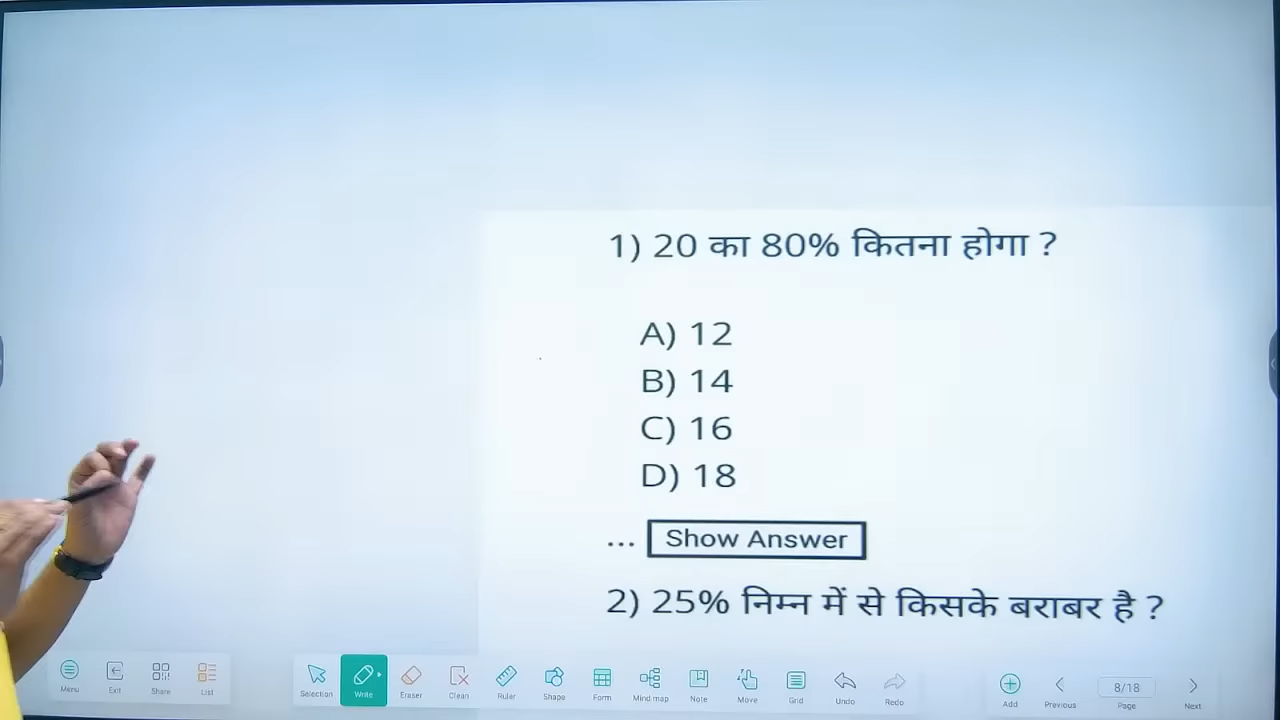 1) 20 का 80% कितना होगा ?
A) 12
B) 14
C) 16
D) 18
... Show Answer
2) 25% निम्न में से किसके बराबर है ?
Menu Exit Share List Selection Write Eraser Clean Ruler Shape Form Mind map Note Move Grid Undo Redo Add Previous 8/18 Page Next